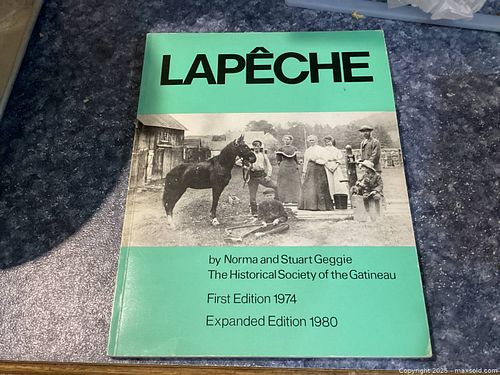 LAPÊCHE
by Norma and Stuart Geggie
The Historical Society of the Gatineau
First Edition 1974
Expanded Edition 1980
Copyright 2025 - maxsold.com